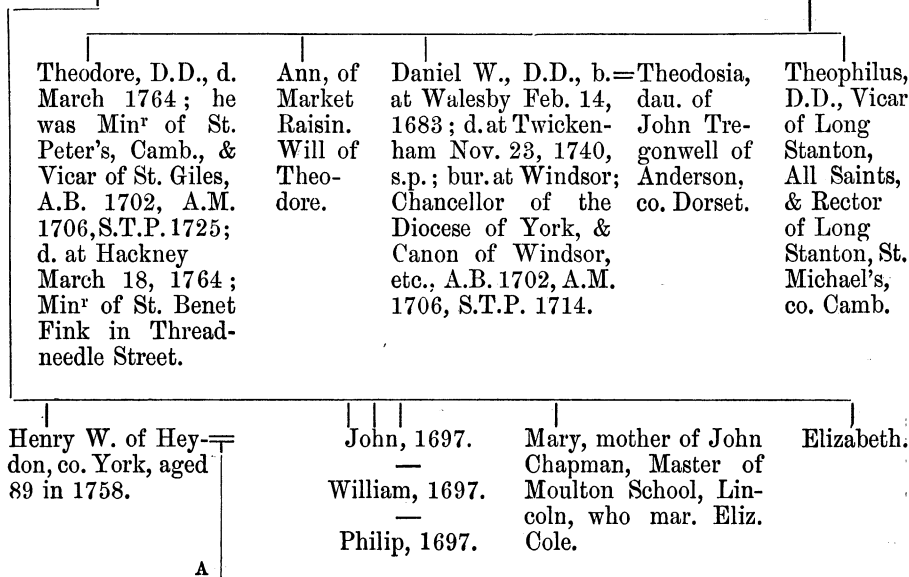 Theodore, D.D., d.
March 1764 ; he
was Minʳ of St.
Peter's, Camb., &
Vicar of St. Giles,
A.B. 1702, A.M.
1706, S.T.P. 1725;
d. at Hackney
March 18, 1764 ;
Minʳ of St. Benet
Fink in Thread-
needle Street.
Ann, of
Market
Raisin.
Will of
Theo-
dore.
Daniel W., D.D., b.=
at Walesby Feb. 14,
1683 ; d. at Twicken-
ham Nov. 23, 1740,
s.p. ; bur. at Windsor;
Chancellor of the
Diocese of York, &
Canon of Windsor,
etc., A.B. 1702, A.M.
1706, S.T.P. 1714.
Theodosia,
dau. of
John Tre-
gonwell of
Anderson,
co. Dorset.
Theophilus,
D.D., Vicar
of Long
Stanton,
All Saints,
& Rector
of Long
Stanton, St.
Michael's,
co. Camb.
Henry W. of Hey-=
don, co. York, aged
89 in 1758.
A
John, 1697.
—
William, 1697.
—
Philip, 1697.
Mary, mother of John
Chapman, Master of
Moulton School, Lin-
coln, who mar. Eliz.
Cole.
Elizabeth.